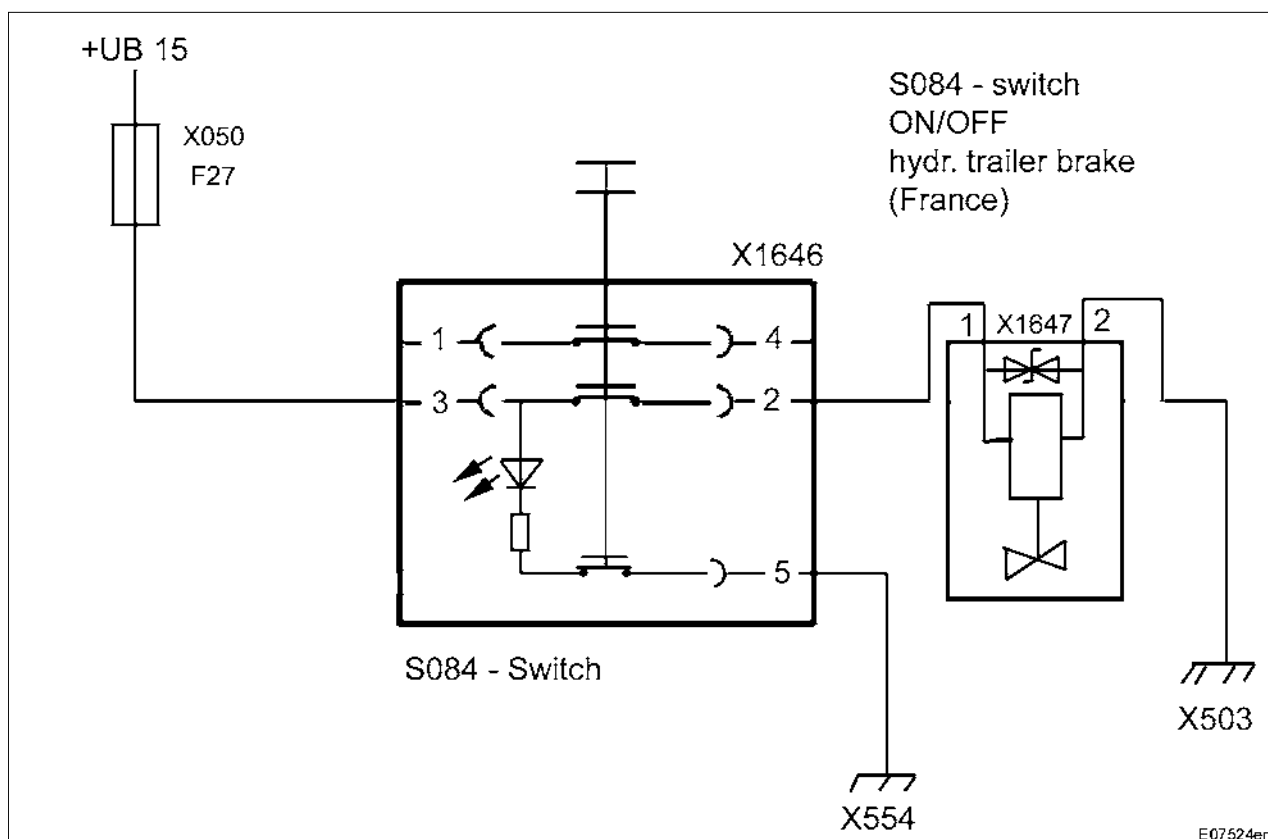 +UB 15
X050
F27
S084 - switch
ON/OFF
hydr. trailer brake
(France)
X1646
1
4
3
2
5
1
X1647
2
S084 - Switch
X503
X554
E07524en